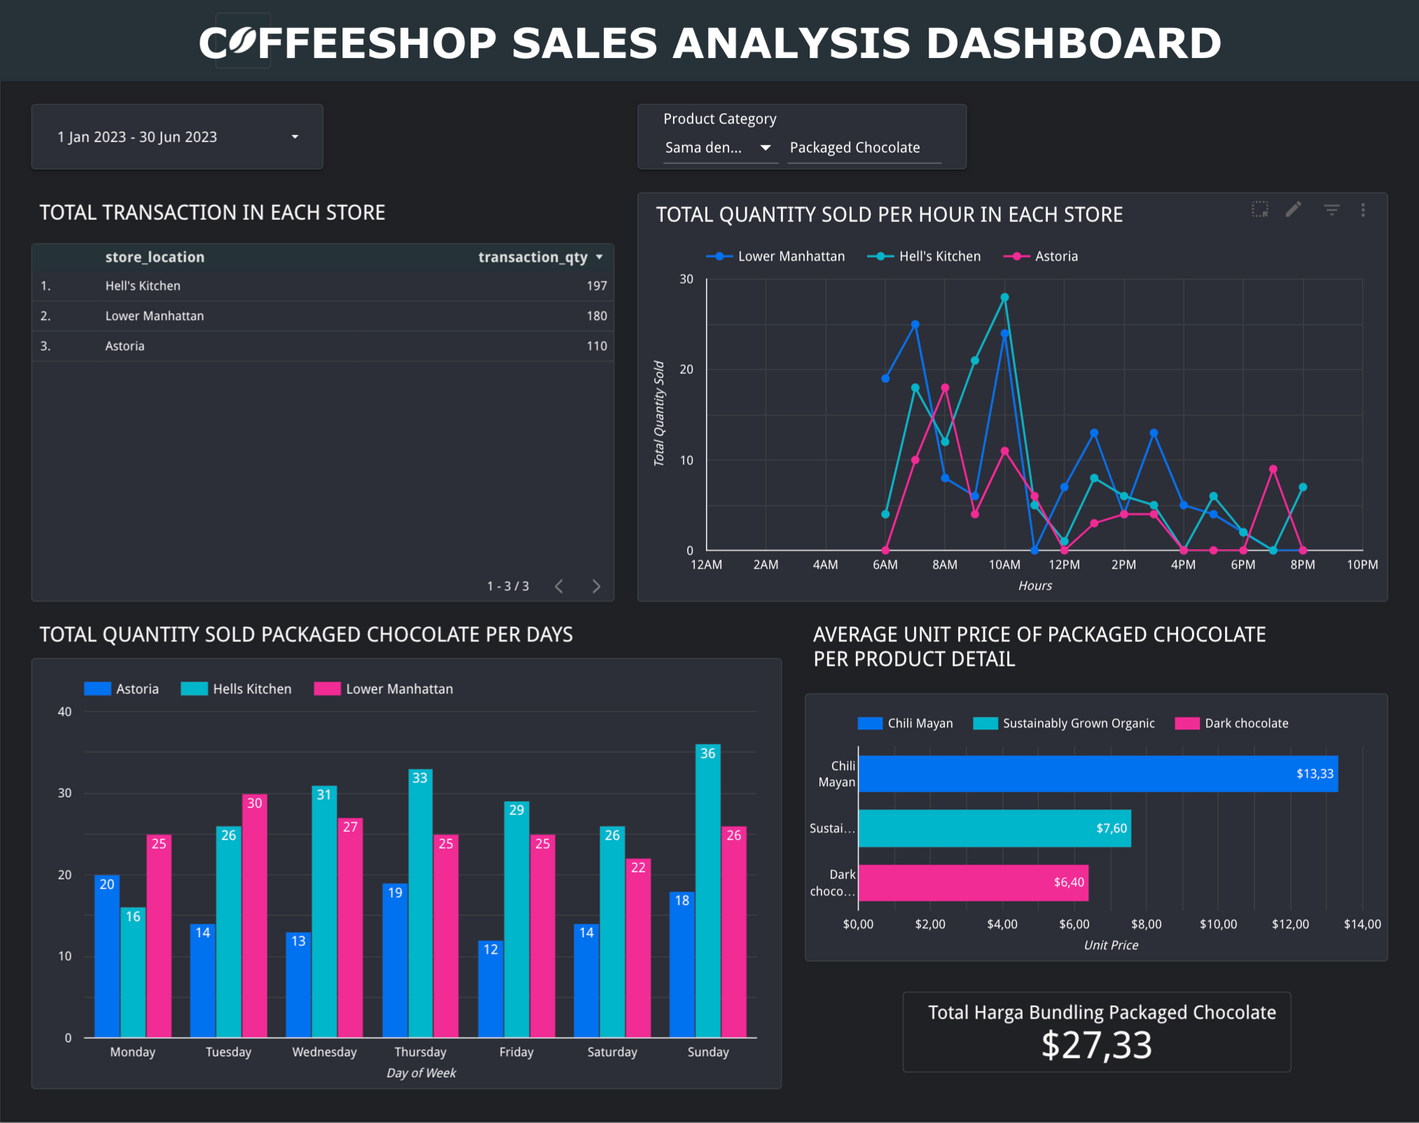 COFFEESHOP SALES ANALYSIS DASHBOARD
1 Jan 2023 - 30 Jun 2023
Product Category
Sama den... Packaged Chocolate
TOTAL TRANSACTION IN EACH STORE
store_location transaction_qty
1. Hell's Kitchen 197
2. Lower Manhattan 180
3. Astoria 110
1 - 3 / 3
TOTAL QUANTITY SOLD PER HOUR IN EACH STORE
Lower Manhattan Hell's Kitchen Astoria
30
20
10
0
Total Quantity Sold
12AM 2AM 4AM 6AM 8AM 10AM 12PM 2PM 4PM 6PM 8PM 10PM
Hours
TOTAL QUANTITY SOLD PACKAGED CHOCOLATE PER DAYS
Astoria Hells Kitchen Lower Manhattan
40
30
20
10
0
20 16 25
14 26 30
13 31 27
19 33 25
12 29 25
14 26 22
18 36 26
Monday Tuesday Wednesday Thursday Friday Saturday Sunday
Day of Week
AVERAGE UNIT PRICE OF PACKAGED CHOCOLATE
PER PRODUCT DETAIL
Chili Mayan Sustainably Grown Organic Dark chocolate
Chili
Mayan
$13,33
Sustai... $7,60
Dark
choco...
$6,40
$0,00 $2,00 $4,00 $6,00 $8,00 $10,00 $12,00 $14,00
Unit Price
Total Harga Bundling Packaged Chocolate
$27,33